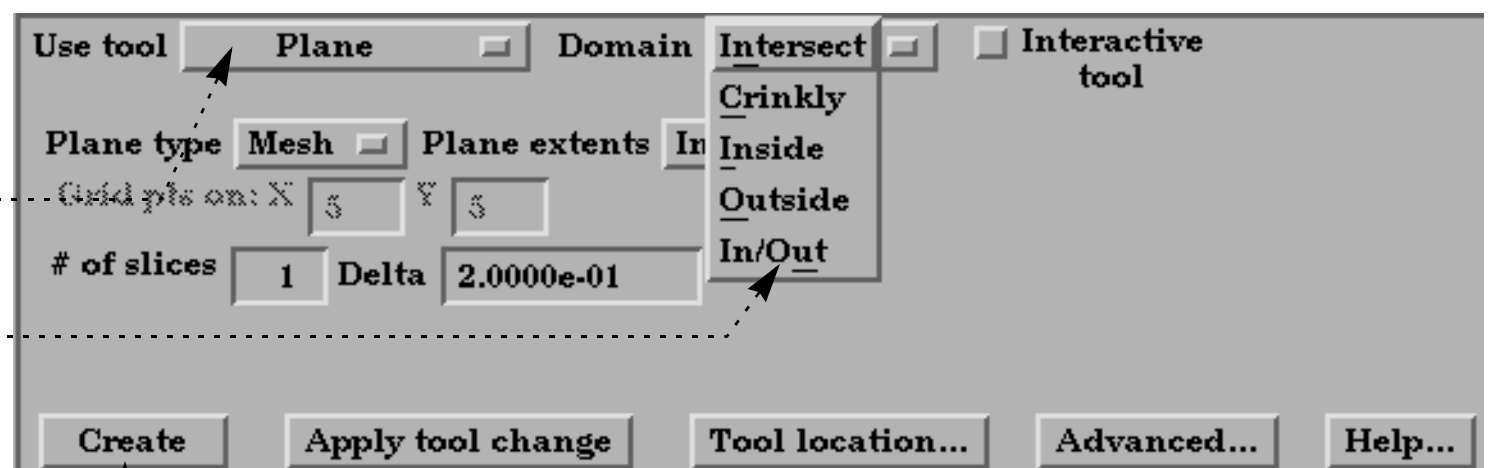 Use tool Plane Domain Intersect Interactive
tool
Crinkly
Plane type Mesh Plane extents In
Inside
Grid pts on: X 5 Y 5
Outside
# of slices 1 Delta 2.0000e-01
In/Out
Create Apply tool change Tool location... Advanced... Help...